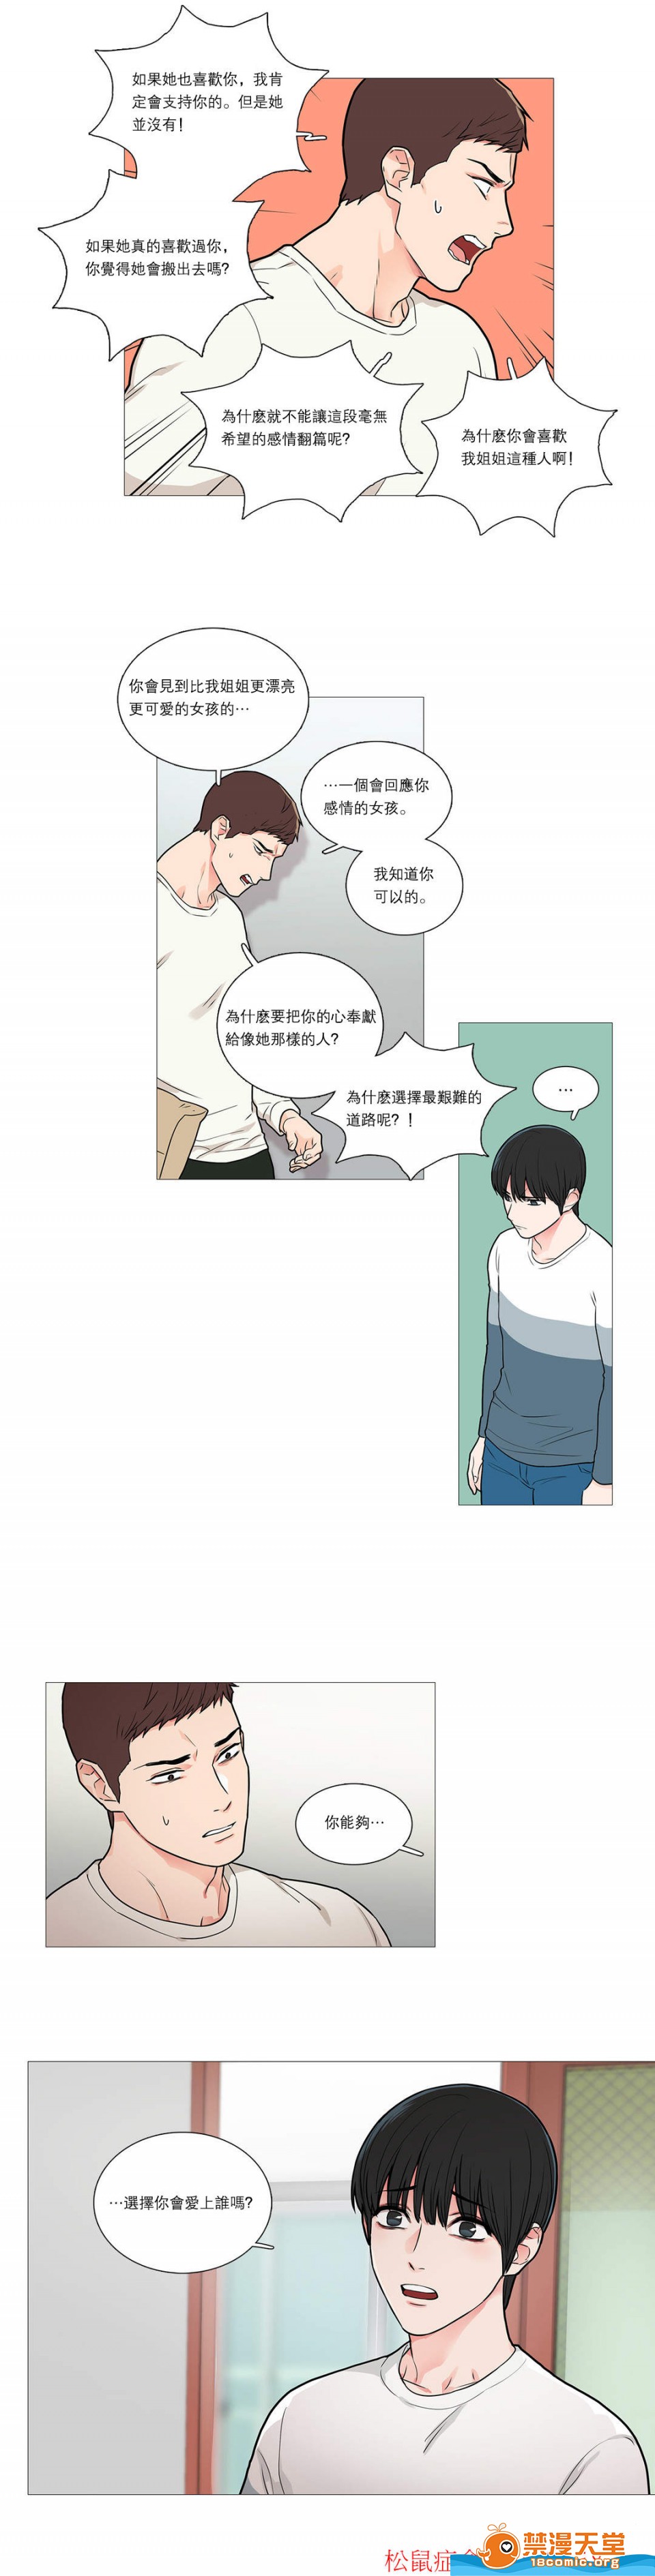 如果她也喜歡你，我肯
定會支持你的。但是她
並沒有！
如果她真的喜歡過你，
你覺得她會搬出去嗎？
為什麽就不能讓這段毫無
希望的感情翻篇呢？
為什麽你會喜歡
我姐姐這種人啊！
你會見到比我姐姐更漂亮
更可愛的女孩的…
…一個會回應你
感情的女孩。
我知道你
可以的。
為什麽要把你的心奉獻
給像她那樣的人？
為什麽選擇最艱難的
道路呢？！
…
你能夠…
…選擇你會愛上誰嗎？
松鼠症
禁漫天堂
18comic.org